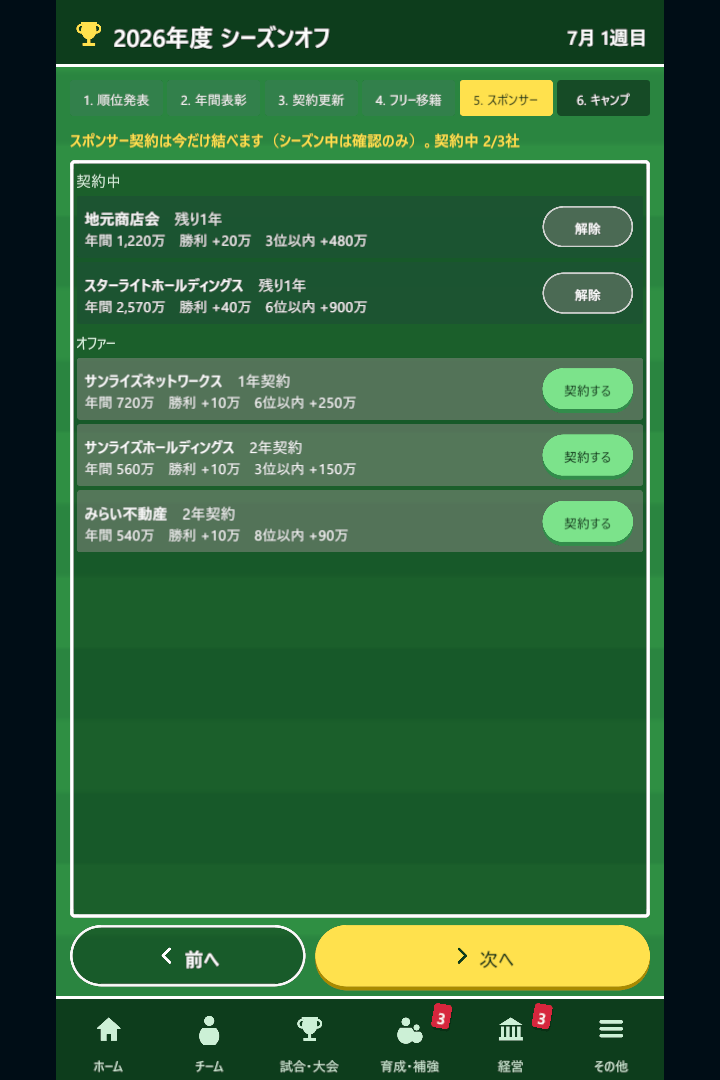 2026年度 シーズンオフ
7月 1週目
1. 順位発表
2. 年間表彰
3. 契約更新
4. フリー移籍
5. スポンサー
6. キャンプ
スポンサー契約は今だけ結べます（シーズン中は確認のみ）。契約中 2/3社
契約中
地元商店会 残り1年
年間 1,220万 勝利 +20万 3位以内 +480万
解除
スターライトホールディングス 残り1年
年間 2,570万 勝利 +40万 6位以内 +900万
解除
オファー
サンライズネットワークス 1年契約
年間 720万 勝利 +10万 6位以内 +250万
契約する
サンライズホールディングス 2年契約
年間 560万 勝利 +10万 3位以内 +150万
契約する
みらい不動産 2年契約
年間 540万 勝利 +10万 8位以内 +90万
契約する
前へ
次へ
3
3
ホーム
チーム
試合・大会
育成・補強
経営
その他